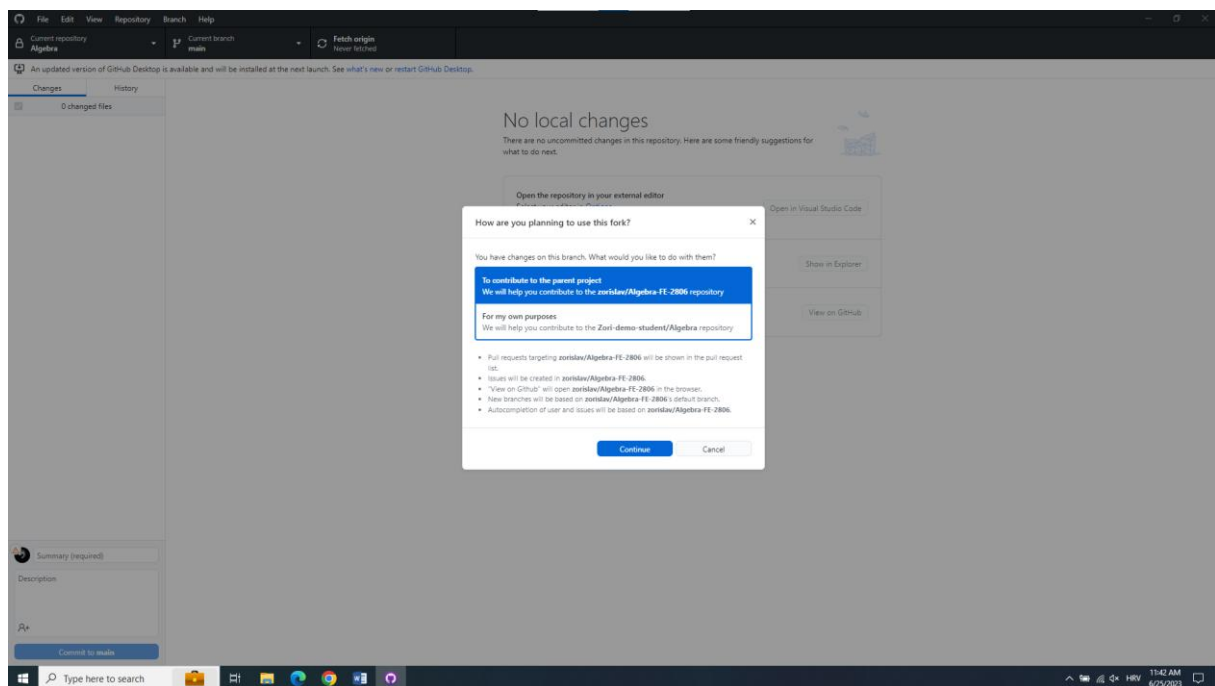 File Edit View Repository Branch Help
Current repository
Algebra
Current branch
main
Fetch origin
Never fetched
An updated version of GitHub Desktop is available and will be installed at the next launch. See what's new or restart GitHub Desktop.
Changes History
0 changed files
No local changes
There are no uncommitted changes in this repository. Here are some friendly suggestions for
what to do next.
Open the repository in your external editor
Open in Visual Studio Code
Show in Explorer
View on GitHub
How are you planning to use this fork?
You have changes on this branch. What would you like to do with them?
To contribute to the parent project
We will help you contribute to the zorislav/Algebra-FE-2806 repository
For my own purposes
We will help you contribute to the Zori-demo-student/Algebra repository
• Pull requests targeting zorislav/Algebra-FE-2806 will be shown in the pull request
list.
• Issues will be created in zorislav/Algebra-FE-2806.
• "View on Github" will open zorislav/Algebra-FE-2806 in the browser.
• New branches will be based on zorislav/Algebra-FE-2806's default branch.
• Autocompletion of user and issues will be based on zorislav/Algebra-FE-2806.
Continue Cancel
Summary (required)
Description
Commit to main
Type here to search
HRV
11:42 AM
6/25/2023